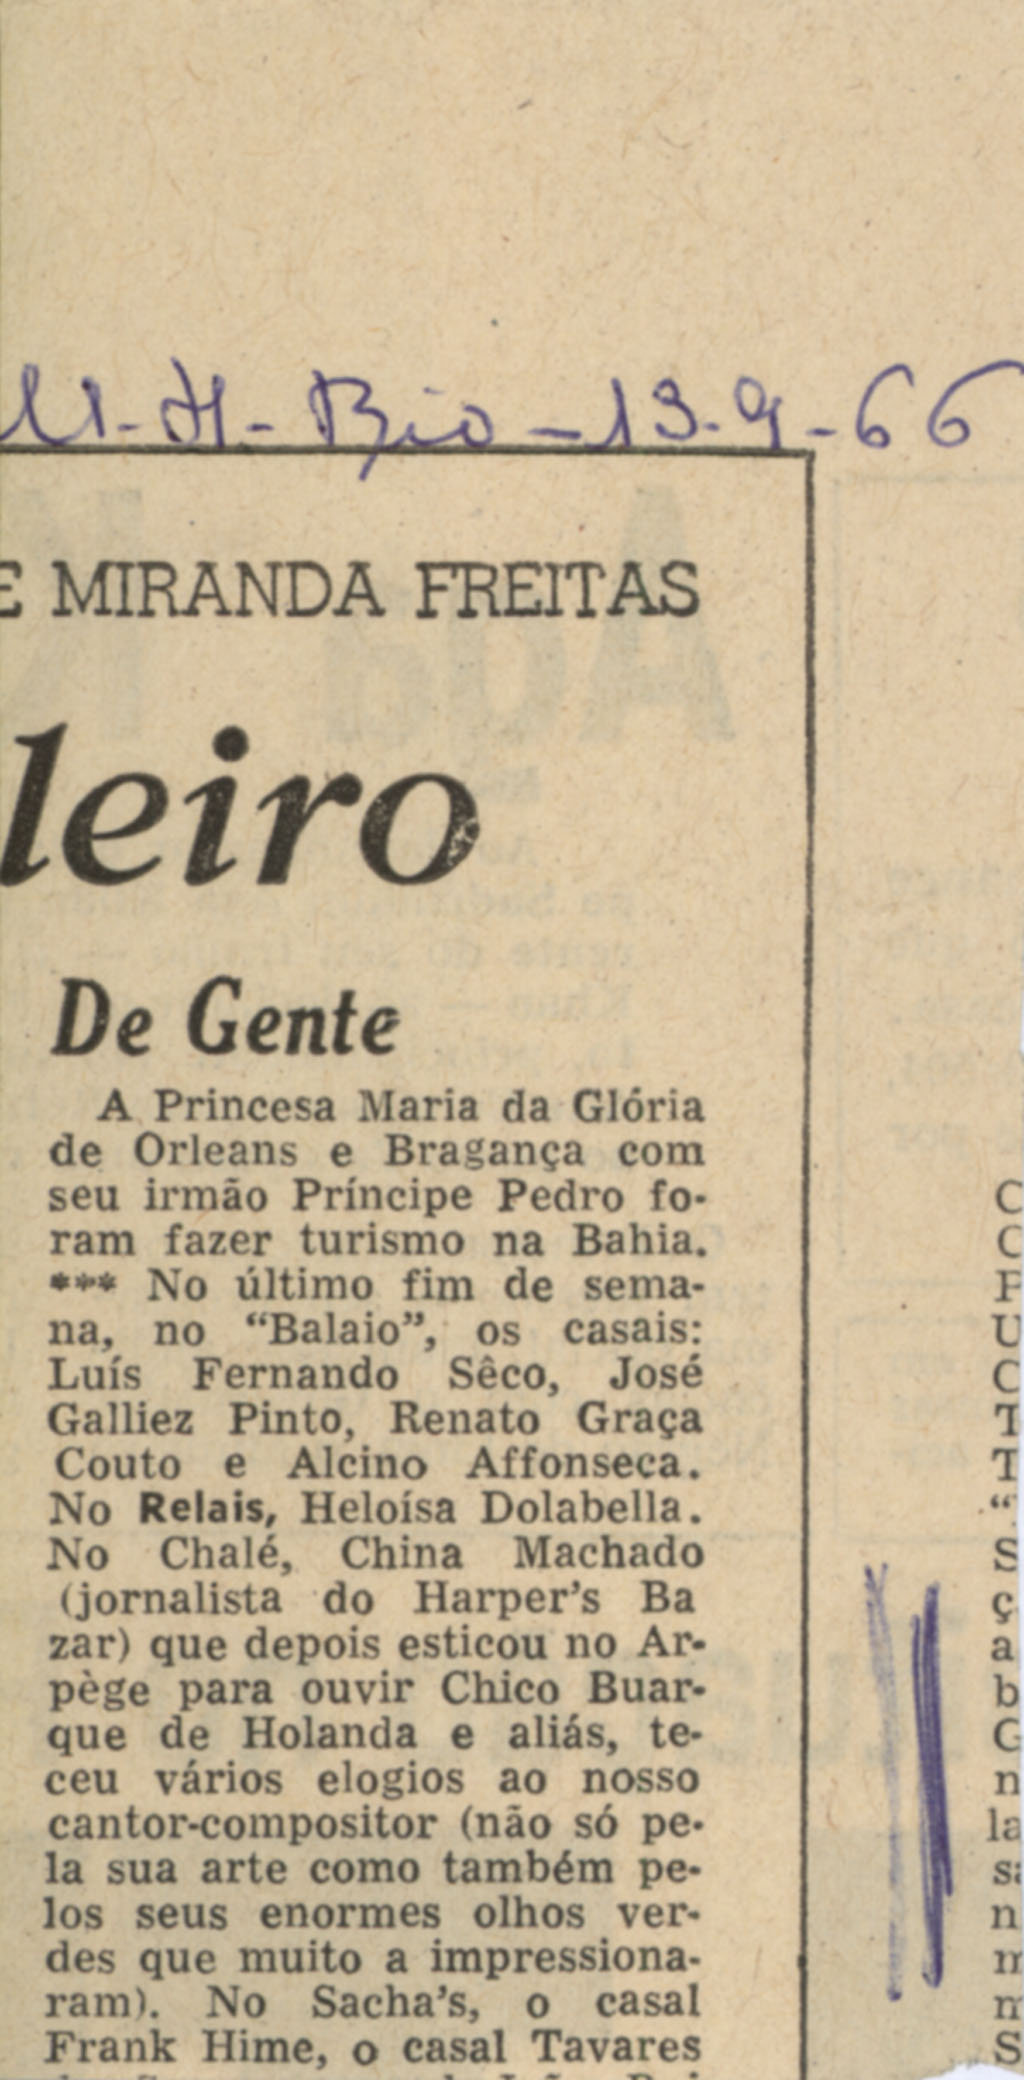 U-H-Rio-13-9-66
E MIRANDA FREITAS
leiro
De Gente
A Princesa Maria da Glória
de Orleans e Bragança com
seu irmão Príncipe Pedro fo-
ram fazer turismo na Bahia.
*** No último fim de sema-
na, no “Balaio”, os casais:
Luís Fernando Sêco, José
Galliez Pinto, Renato Graça
Couto e Alcino Affonseca.
No Relais, Heloísa Dolabella.
No Chalé, China Machado
(jornalista do Harper’s Ba
zar) que depois esticou no Ar-
pège para ouvir Chico Buar-
que de Holanda e aliás, te-
ceu vários elogios ao nosso
cantor-compositor (não só pe-
la sua arte como também pe-
los seus enormes olhos ver-
des que muito a impressiona-
ram). No Sacha’s, o casal
Frank Hime, o casal Tavares